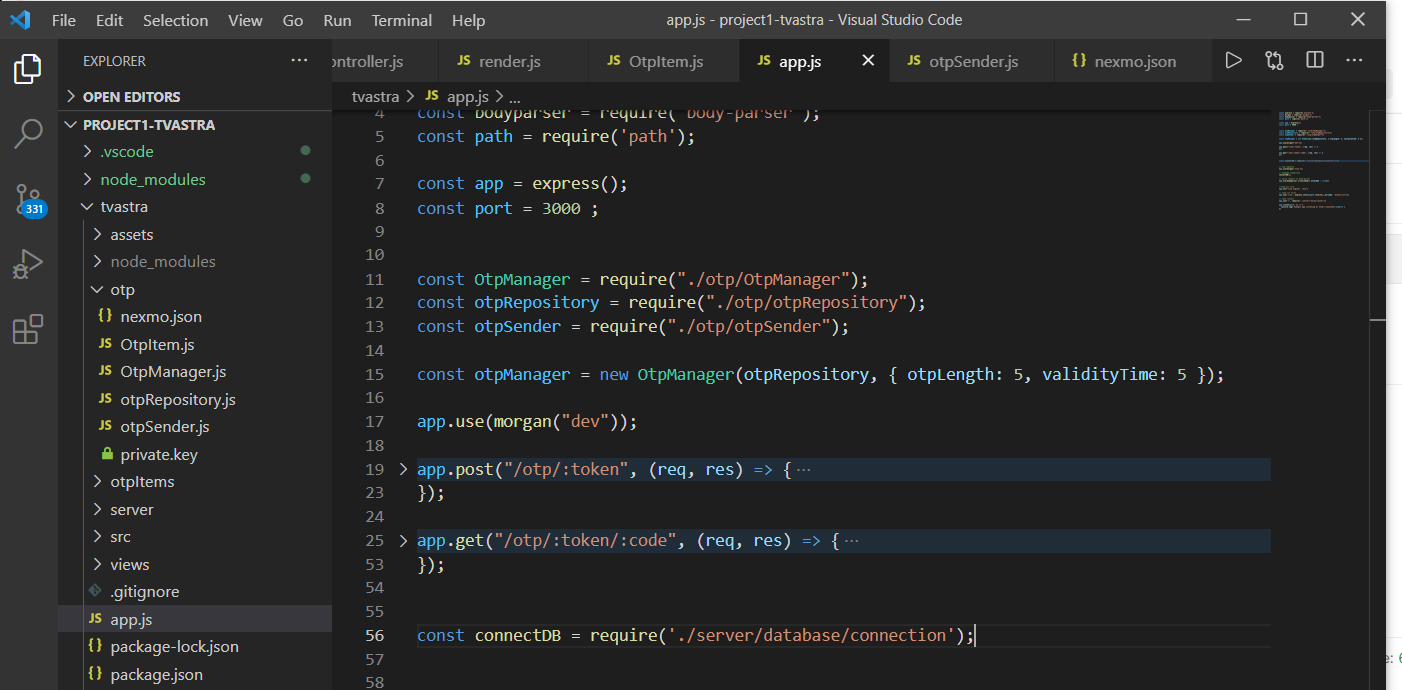 File Edit Selection View Go Run Terminal Help
app.js - project1-tvastra - Visual Studio Code
EXPLORER ...
ontroller.js
JS render.js
JS OtpItem.js
JS app.js
JS otpSender.js
{} nexmo.json
...
OPEN EDITORS
PROJECT1-TVASTRA
.vscode
node_modules
tvastra
assets
node_modules
otp
{} nexmo.json
JS OtpItem.js
JS OtpManager.js
JS otpRepository.js
JS otpSender.js
private.key
otpItems
server
src
views
.gitignore
JS app.js
{} package-lock.json
{} package.json
331
tvastra > JS app.js > ...
4 const bodyparser = require('body-parser');
5 const path = require('path');
6
7 const app = express();
8 const port = 3000 ;
9
10
11 const OtpManager = require("./otp/OtpManager");
12 const otpRepository = require("./otp/otpRepository");
13 const otpSender = require("./otp/otpSender");
14
15 const otpManager = new OtpManager(otpRepository, { otpLength: 5, validityTime: 5 });
16
17 app.use(morgan("dev"));
18
19 app.post("/otp/:token", (req, res) => { ...
23 });
24
25 app.get("/otp/:token/:code", (req, res) => { ...
53 });
54
55
56 const connectDB = require('./server/database/connection');
57
58
e: 6